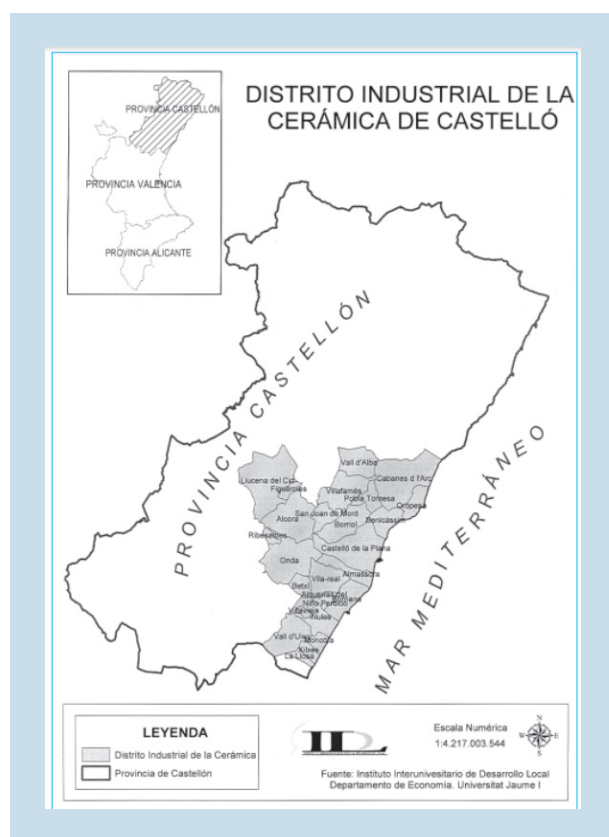 DISTRITO INDUSTRIAL DE LA
CERÁMICA DE CASTELLÓ
PROVINCIA CASTELLÓN
PROVINCIA VALENCIA
PROVINCIA ALICANTE
PROVINCIA CASTELLÓN
MAR MEDITERRÁNEO
Vall d'Alba
Cabanes d l'Arc
Llucena del Cid
Figueroles
Vilafamés
Pobla Tornesa
Oropesa
San Joan de Moró
Benicàssim
Alcora
Borriol
Ribesalbes
Castelló de la Plana
Onda
Almassora
Vila-real
Betxí
Alqueries
Niño Perdido
Vilavieja
Nules
Vall d'Uixó
Moncofa
Xilxes
La Llosa
LEYENDA
Distrito Industrial de la Cerámica
Provincia de Castellón
Escala Numérica
1:4.217.003.544
N
W
E
S
Fuente: Instituto Interunivesitario de Desarrollo Local
Departamento de Economía. Universitat Jaume I